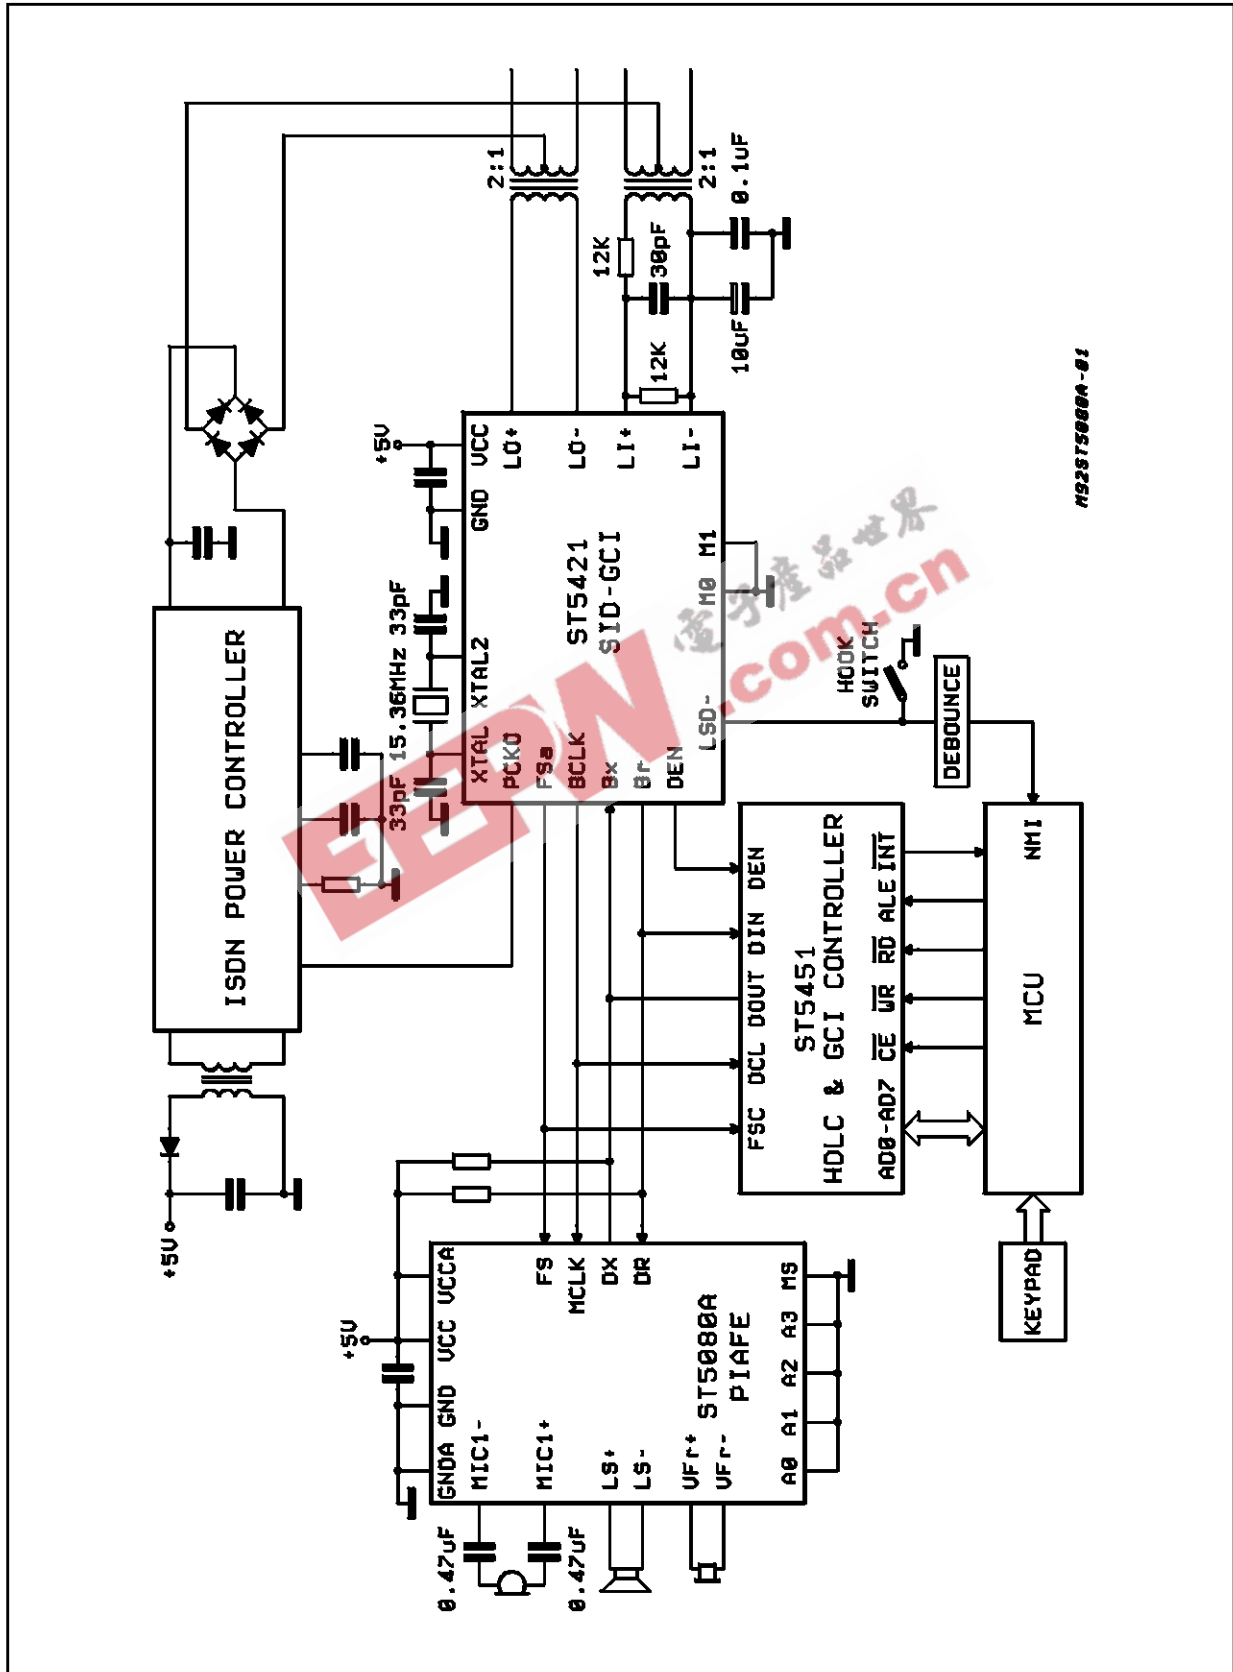 +5V
ISDN POWER CONTROLLER
2:1
2:1
0.1uF
12K
30pF
12K
10uF
+5V
33pF 15.36MHz 33pF
XTAL XTAL2 GND VCC
PCKO
FSa
BCLK
Bx
Br
DEN
LO+
LO-
LI+
LI-
ST5421
SID-GCI
LSD-
M0
M1
HOOK
SWITCH
DEBOUNCE
FSC DCL DOUT DIN DEN
ST5451
HDLC & GCI CONTROLLER
AD0-AD7 CE WR RD ALE INT
NMI
MCU
KEYPAD
+5V
GNDA GND VCC VCCA
MIC1-
MIC1+
LS+
LS-
VFr+
VFr-
FS
MCLK
DX
DR
ST5080A
PIAFE
A0 A1 A2 A3 MS
0.47uF
0.47uF
M92ST5080A-01
EEPW
.com.cn
電子產品世界